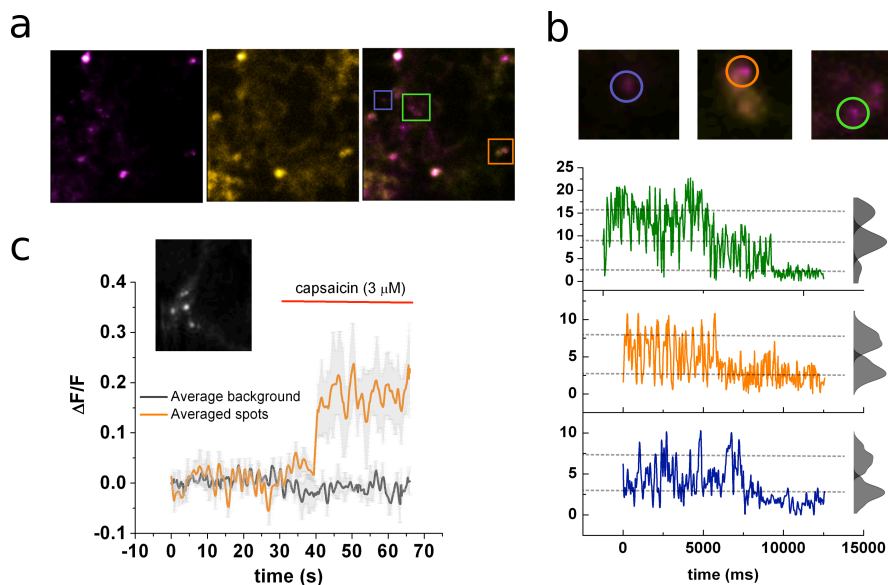 a
b
25
20
15
10
5
0
10
5
0
10
5
0
0 5000 10000 15000
time (ms)
c
capsaicin (3 μM)
Average background
Averaged spots
0.4
0.3
0.2
0.1
0.0
-0.1
ΔF/F
-10 0 10 20 30 40 50 60 70
time (s)